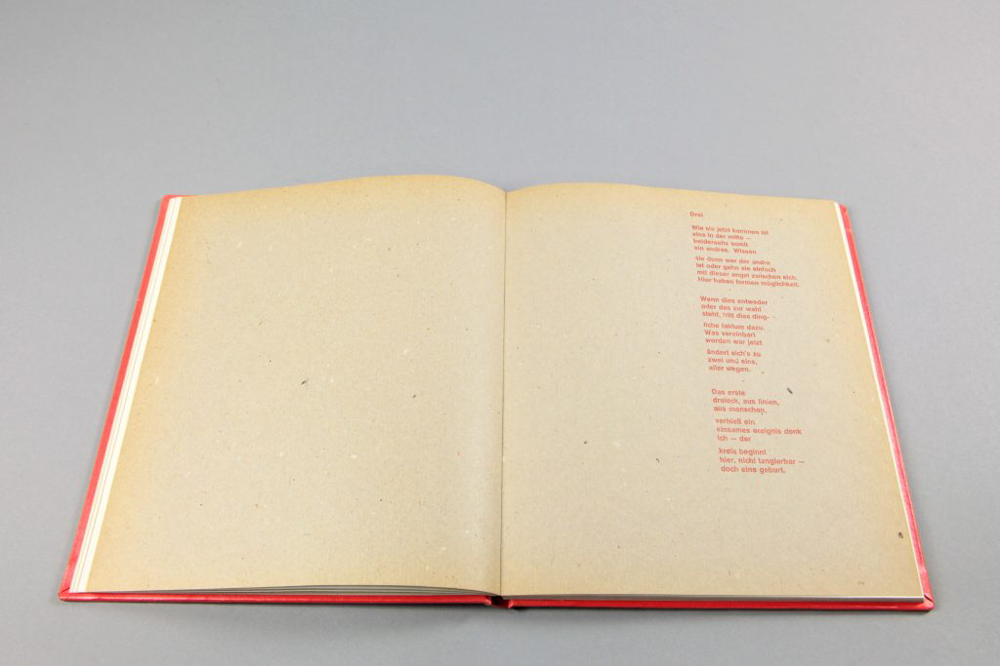 Drei
Wie sie jetzt kommen ist
eins in der mitte —
beiderseits somit
ein andres. Wissen
sie denn wer der andre
ist oder gehn sie einfach
mit dieser angel zwischen sich.
Hier haben formen möglichkeit.
Wenn dies entweder
oder das zur wahl
steht, tritt dies ding-
liche faktum dazu.
Was vereinbart
worden war jetzt
ändert sich's zu
zwei und eins,
aller wegen.
Das erste
dreieck, aus linien,
aus menschen,
verhieß ein
einsames ereignis denk
ich — der
kreis beginnt
hier, nicht tangierbar —
doch eine geburt.